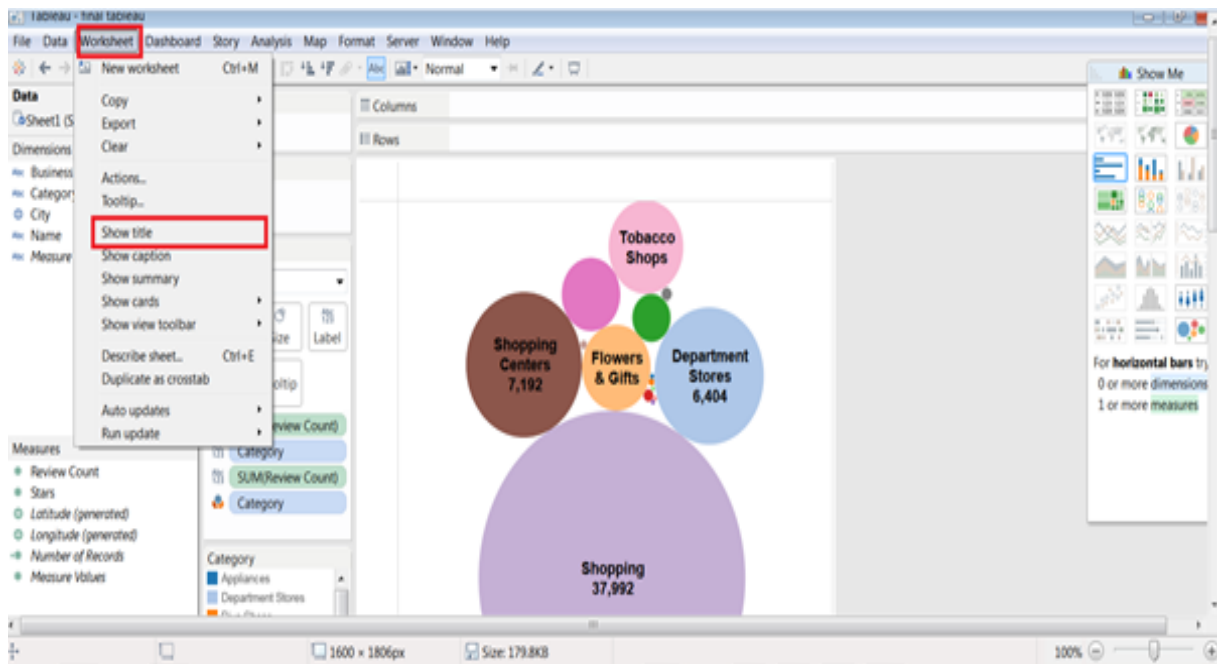 Tableau - final tableau
File Data Worksheet Dashboard Story Analysis Map Format Server Window Help
New worksheet Ctrl+M
Normal
Show Me
Data
Sheet1 (S
Copy
Export
Clear
Columns
Rows
Dimensions
Business
Category
City
Name
Measure
Actions...
Tooltip...
Show title
Show caption
Show summary
Show cards
Show view toolbar
Describe sheet... Ctrl+E
Duplicate as crosstab
Auto updates
Run update
Size
Label
oltip
eview Count)
Category
SUM(Review Count)
Category
Measures
Review Count
Stars
Latitude (generated)
Longitude (generated)
Number of Records
Measure Values
Category
Appliances
Department Stores
Tobacco
Shops
Shopping
Centers
7,192
Flowers
& Gifts
Department
Stores
6,404
Shopping
37,992
For horizontal bars try
0 or more dimensions
1 or more measures
1600 × 1806px
Size: 179.8KB
100%